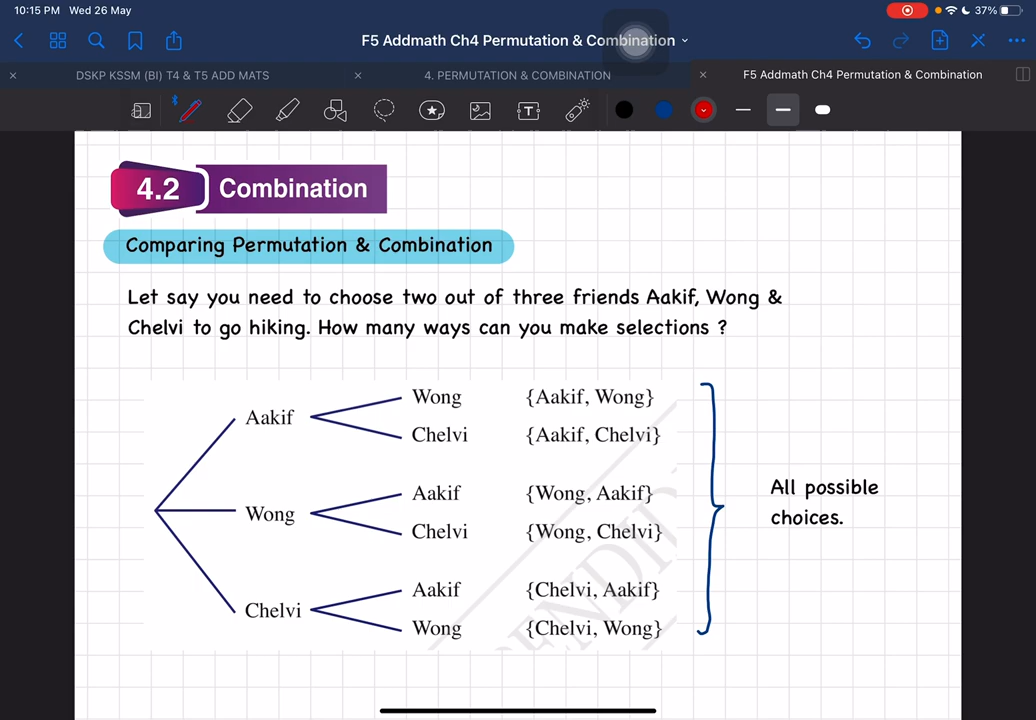 10:15 PM Wed 26 May
37%
F5 Addmath Ch4 Permutation & Combination
DSKP KSSM (BI) T4 & T5 ADD MATS
4. PERMUTATION & COMBINATION
F5 Addmath Ch4 Permutation & Combination
4.2 Combination
Comparing Permutation & Combination
Let say you need to choose two out of three friends Aakif, Wong &
Chelvi to go hiking. How many ways can you make selections ?
Wong {Aakif, Wong}
Aakif
Chelvi {Aakif, Chelvi}
All possible
choices.
Aakif {Wong, Aakif}
Wong
Chelvi {Wong, Chelvi}
Aakif {Chelvi, Aakif}
Chelvi
Wong {Chelvi, Wong}